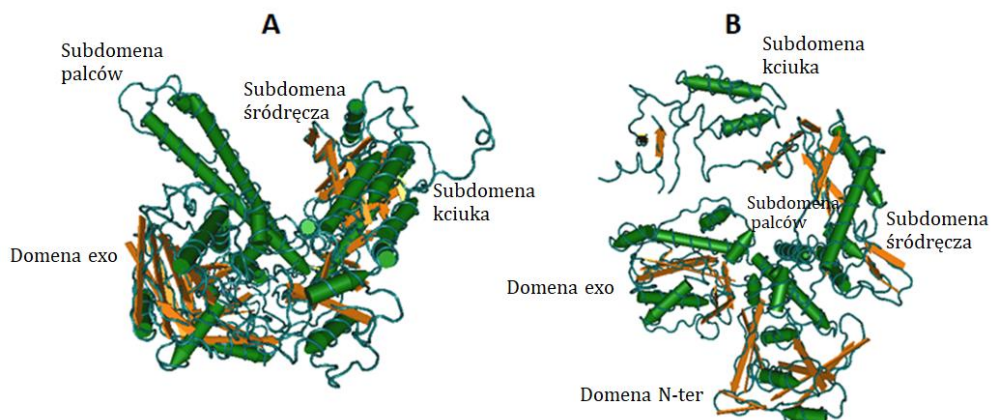 A
Subdomena
palców
Subdomena
śródręcza
Subdomena
kciuka
Domena exo
B
Subdomena
kciuka
Subdomena
palców
Subdomena
śródręcza
Domena exo
Domena N-ter